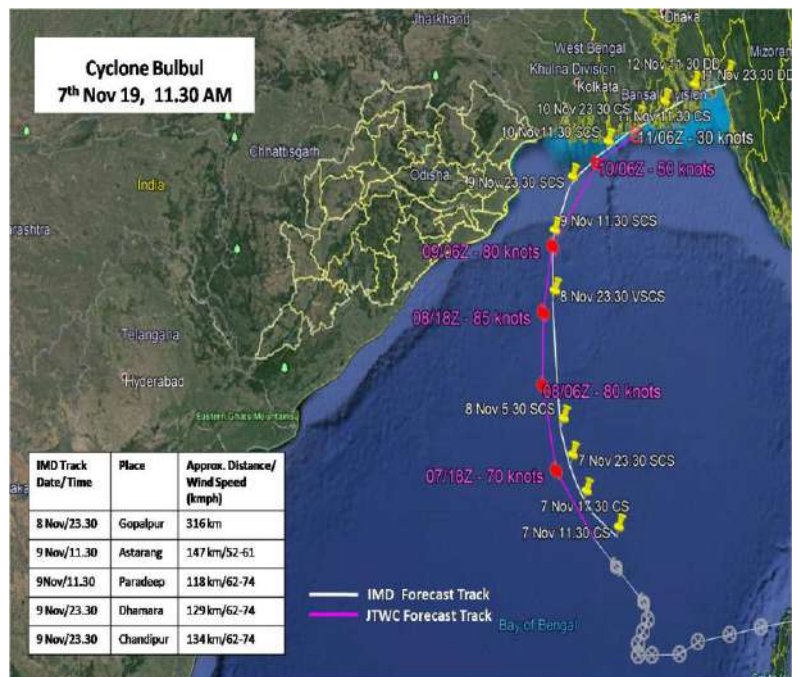 Cyclone Bulbul
7th Nov 19, 11.30 AM
Jharkhand
Dhaka
West Bengal
Mizoram
Khulna Division
12 Nov 11.30 DD
11 Nov 23.30 DD
Kolkata
10 Nov 23.30 CS
11 Nov 11.30 CS
10 Nov 11.30 SCS
11/06Z - 30 knots
Chhattisgarh
10/06Z - 50 knots
India
Odisha
9 Nov 23.30 SCS
9 Nov 11.30 SCS
09/06Z - 80 knots
8 Nov 23.30 VSCS
08/18Z - 85 knots
Telangana
Hyderabad
08/06Z - 80 knots
8 Nov 5 30 SCS
Eastern Ghats Mountains
7 Nov 23.30 SCS
07/18Z - 70 knots
7 Nov 17.30 CS
7 Nov 11.30 CS
IMD Track Date/Time Place Approx. Distance/ Wind Speed (kmph)
8 Nov/23.30 Gopalpur 316 km
9 Nov/11.30 Astarang 147 km/52-61
9Nov/11.30 Paradeep 118 km/62-74
9 Nov/23.30 Dhamara 129 km/62-74
9 Nov/23.30 Chandipur 134 km/62-74
IMD Forecast Track
JTWC Forecast Track
Bay of Bengal